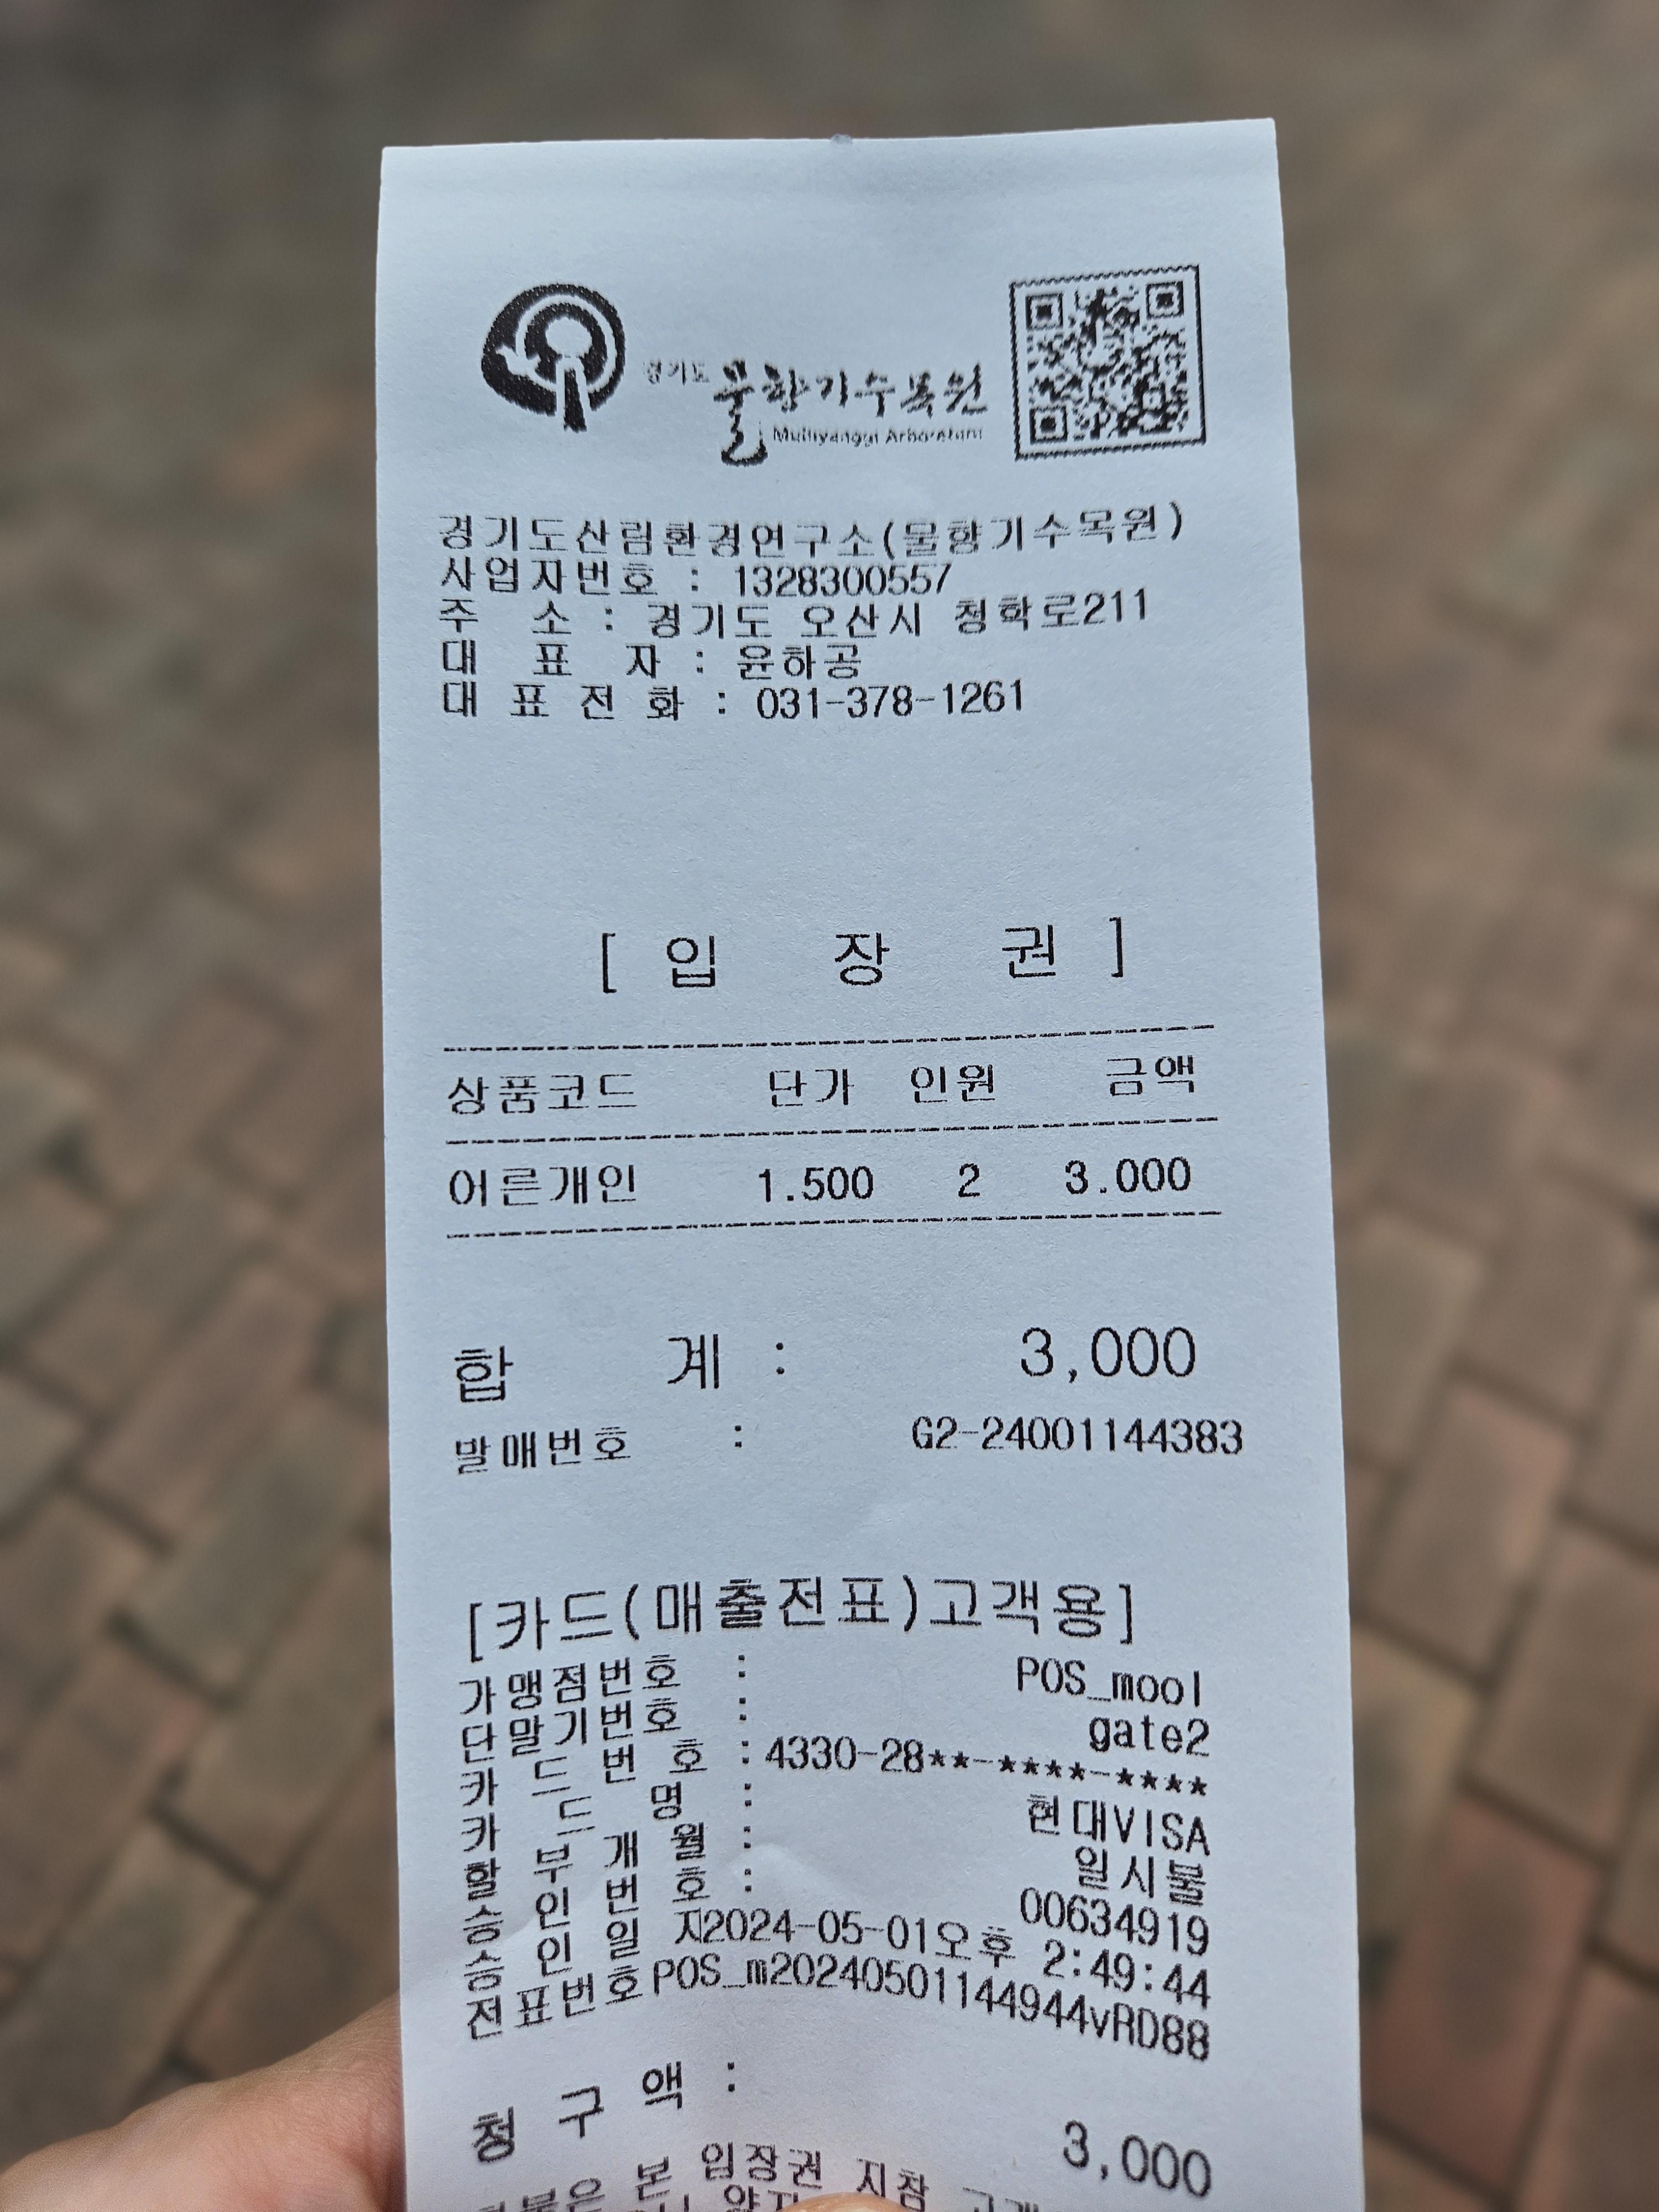 경기도 물향기수목원
Mulhyanggi Arboretum
경기도산림환경연구소(물향기수목원)
사업자번호 : 1328300557
주 소 : 경기도 오산시 청학로211
대 표 자 : 윤하공
대 표 전 화 : 031-378-1261
[ 입 장 권 ]
상품코드 단가 인원 금액
어른개인 1.500 2 3.000
합 계 : 3,000
발매번호 : G2-24001144383
[카드(매출전표)고객용]
가맹점번호 : POS_mool
단말기번호 : gate2
카 드 번 호 : 4330-28**-****-****
카 드 명 : 현대VISA
할 부 개 월 : 일시불
승 인 번 호 : 00634919
승 인 일 지2024-05-01오후 2:49:44
전표번호POS_m20240501144944vRD88
청 구 액 : 3,000
본 입장권 지참